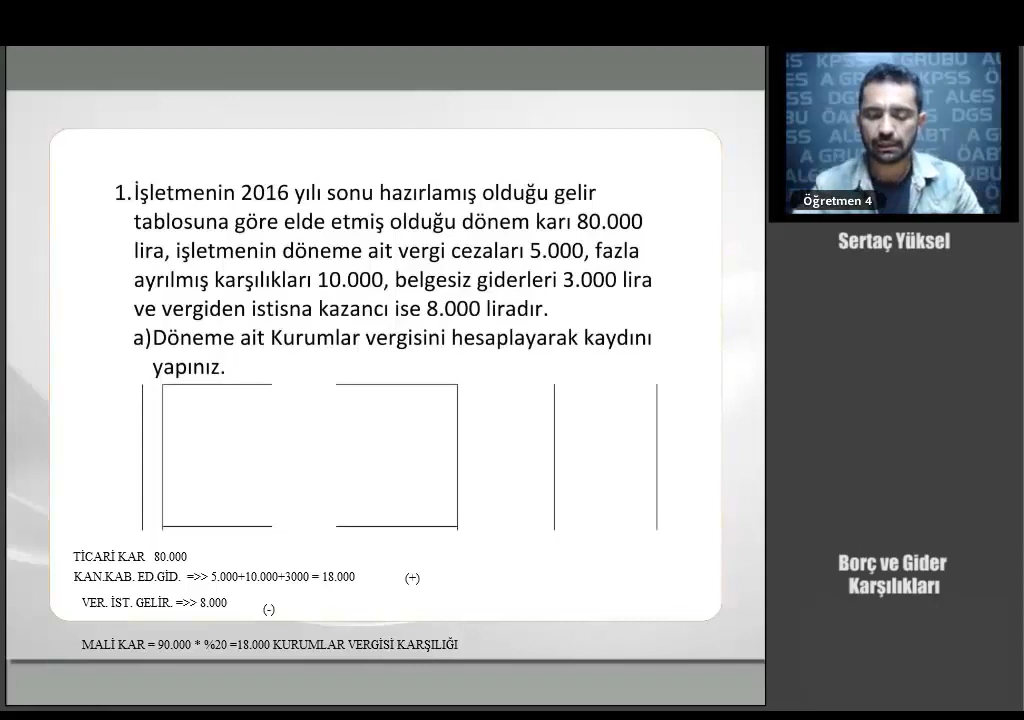 1.İşletmenin 2016 yılı sonu hazırlamış olduğu gelir
tablosuna göre elde etmiş olduğu dönem karı 80.000
lira, işletmenin döneme ait vergi cezaları 5.000, fazla
ayrılmış karşılıkları 10.000, belgesiz giderleri 3.000 lira
ve vergiden istisna kazancı ise 8.000 liradır.
a)Döneme ait Kurumlar vergisini hesaplayarak kaydını
yapınız.
TİCARİ KAR 80.000
KAN.KAB. ED.GİD. =>> 5.000+10.000+3000 = 18.000 (+)
VER. İST. GELİR. =>> 8.000 (-)
MALİ KAR = 90.000 * %20 =18.000 KURUMLAR VERGİSİ KARŞILIĞI
Öğretmen 4
Sertaç Yüksel
Borç ve Gider
Karşılıkları